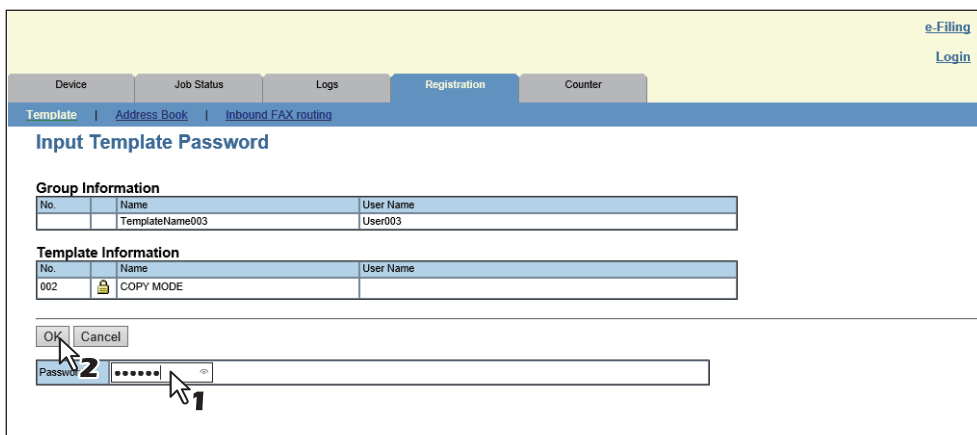 e-Filing
Login
Device Job Status Logs Registration Counter
Template | Address Book | Inbound FAX routing
Input Template Password
Group Information
No. Name User Name
TemplateName003 User003
Template Information
No. Name User Name
002 COPY MODE
OK Cancel
2
Password ••••••
1